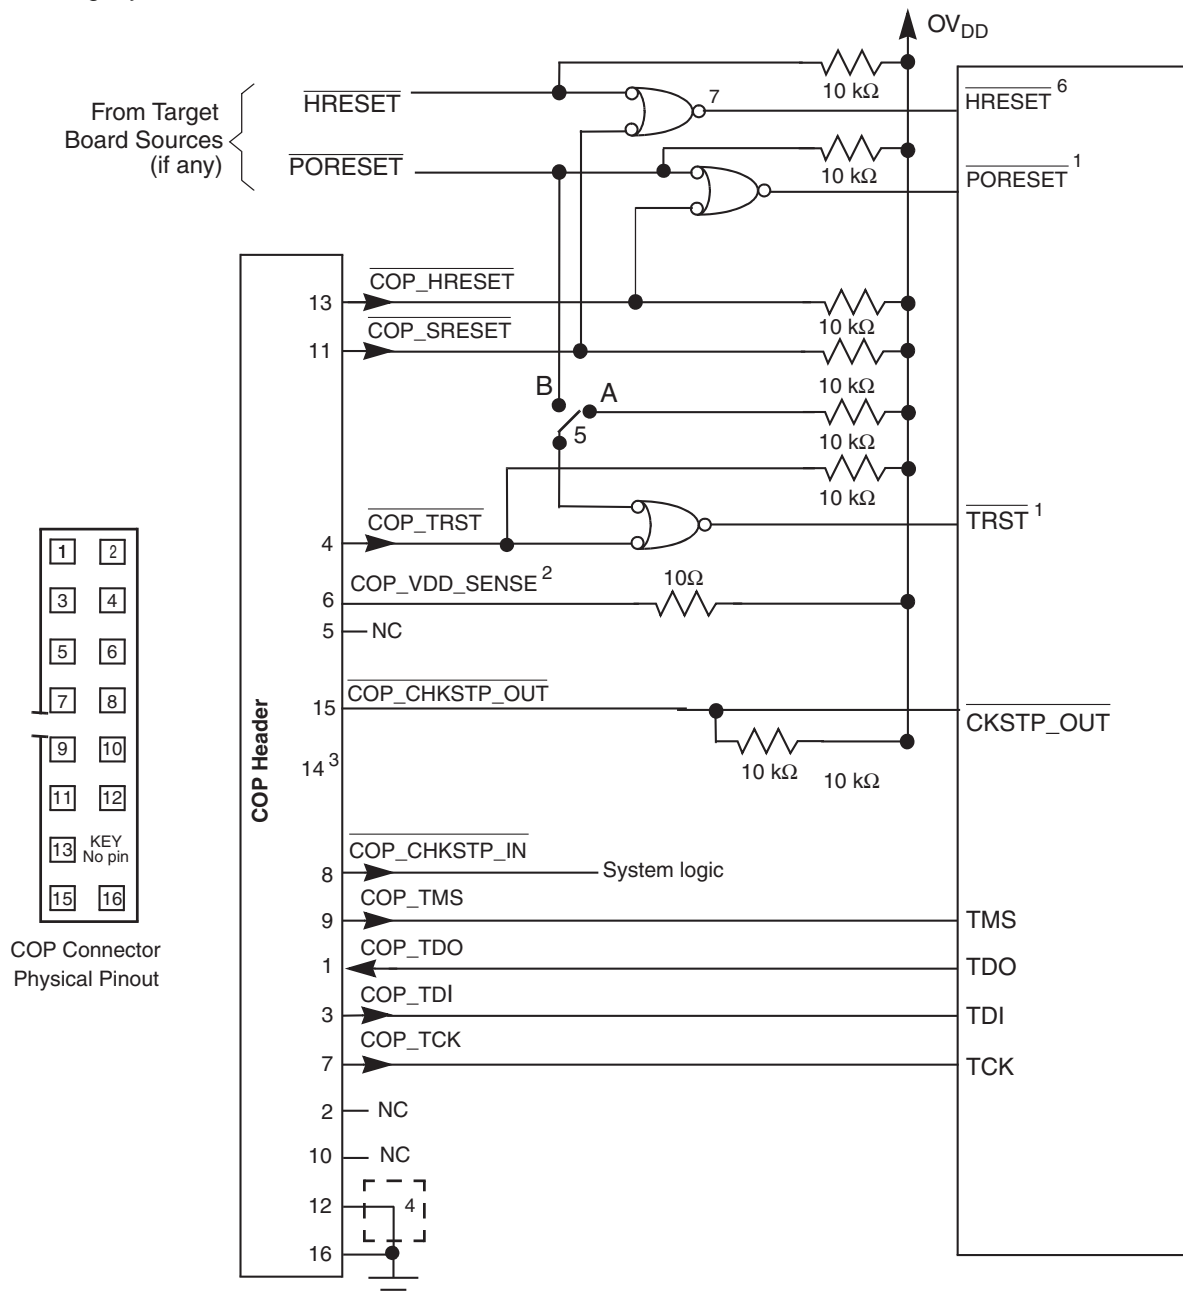 OVDD
10 kΩ
From Target
Board Sources
(if any)
HRESET
7
HRESET 6
PORESET
10 kΩ
PORESET 1
COP_HRESET
13
10 kΩ
COP_SRESET
11
10 kΩ
B
A
5
10 kΩ
10 kΩ
COP_TRST
4
TRST 1
COP_VDD_SENSE 2
10Ω
6
5
NC
COP_CHKSTP_OUT
15
CKSTP_OUT
10 kΩ
10 kΩ
14 3
COP Header
COP_CHKSTP_IN
8
System logic
COP_TMS
9
TMS
COP_TDO
1
TDO
COP_TDI
3
TDI
COP_TCK
7
TCK
2
NC
10
NC
12
4
16
1 2
3 4
5 6
7 8
9 10
11 12
13 KEY
No pin
15 16
COP Connector
Physical Pinout